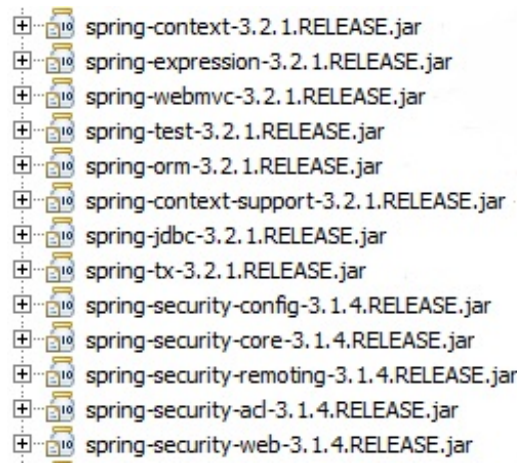 spring-context-3.2.1.RELEASE.jar
spring-expression-3.2.1.RELEASE.jar
spring-webmvc-3.2.1.RELEASE.jar
spring-test-3.2.1.RELEASE.jar
spring-orm-3.2.1.RELEASE.jar
spring-context-support-3.2.1.RELEASE.jar
spring-jdbc-3.2.1.RELEASE.jar
spring-tx-3.2.1.RELEASE.jar
spring-security-config-3.1.4.RELEASE.jar
spring-security-core-3.1.4.RELEASE.jar
spring-security-remoting-3.1.4.RELEASE.jar
spring-security-acl-3.1.4.RELEASE.jar
spring-security-web-3.1.4.RELEASE.jar